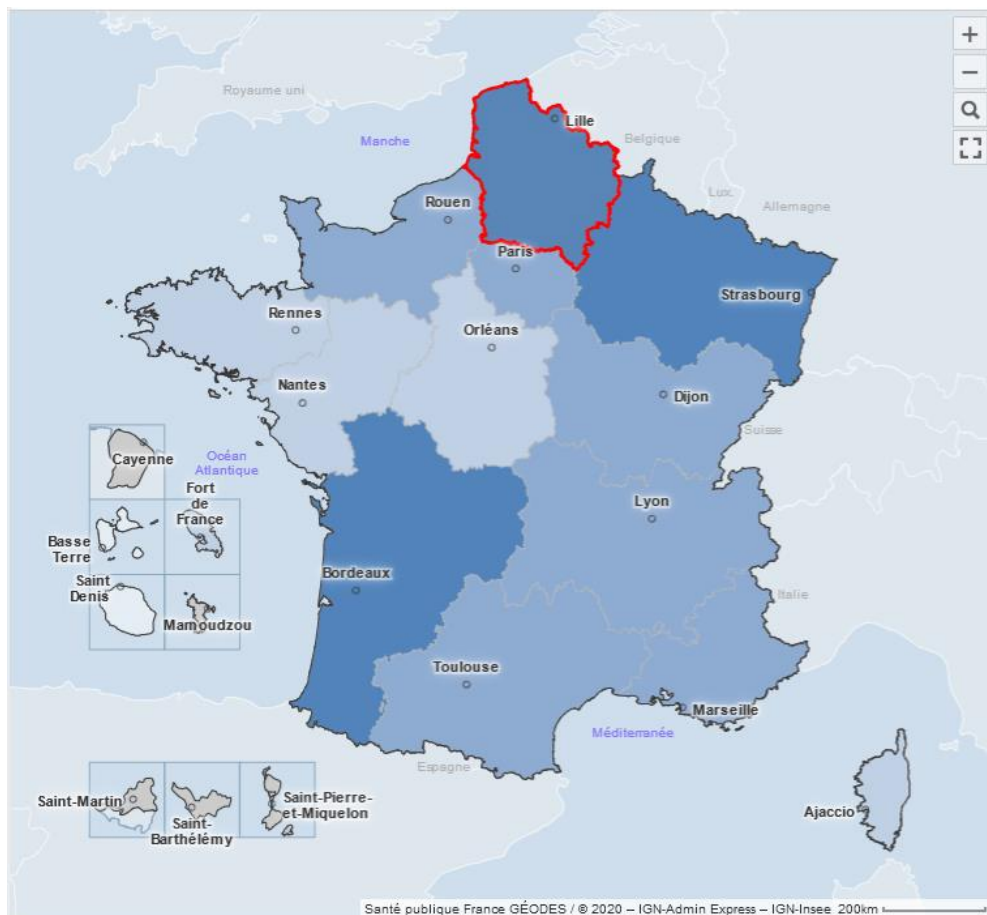 +
−
Royaume uni
Manche
Lille
Belgique
Lux.
Allemagne
Rouen
Paris
Strasbourg
Rennes
Orléans
Nantes
Dijon
Suisse
Cayenne
Océan
Atlantique
Fort
de
France
Lyon
Basse
Terre
Saint
Denis
Bordeaux
Italie
Mamoudzou
Toulouse
Marseille
Méditerranée
Espagne
Saint-Martin
Saint-
Barthélémy
Saint-Pierre-
et-Miquelon
Ajaccio
Santé publique France GÉODES / © 2020 – IGN-Admin Express – IGN-Insee 200km